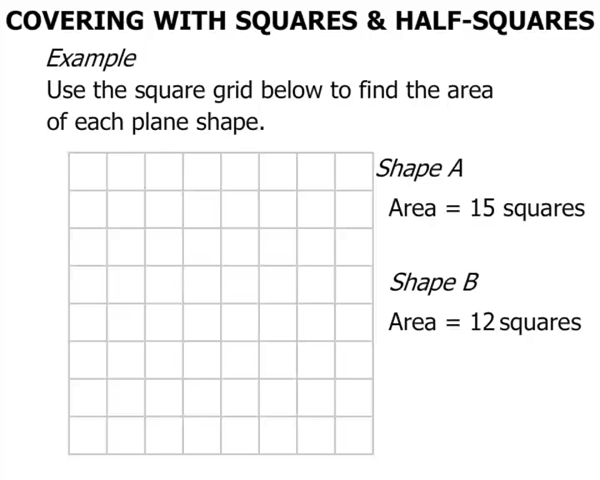 COVERING WITH SQUARES & HALF-SQUARES
Example
Use the square grid below to find the area
of each plane shape.
Shape A
Area = 15 squares
Shape B
Area = 12 squares